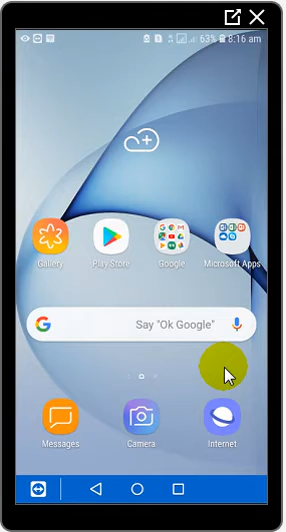 63% 8:16 am
Gallery Play Store Google Microsoft Apps
Say "Ok Google"
Messages Camera Internet